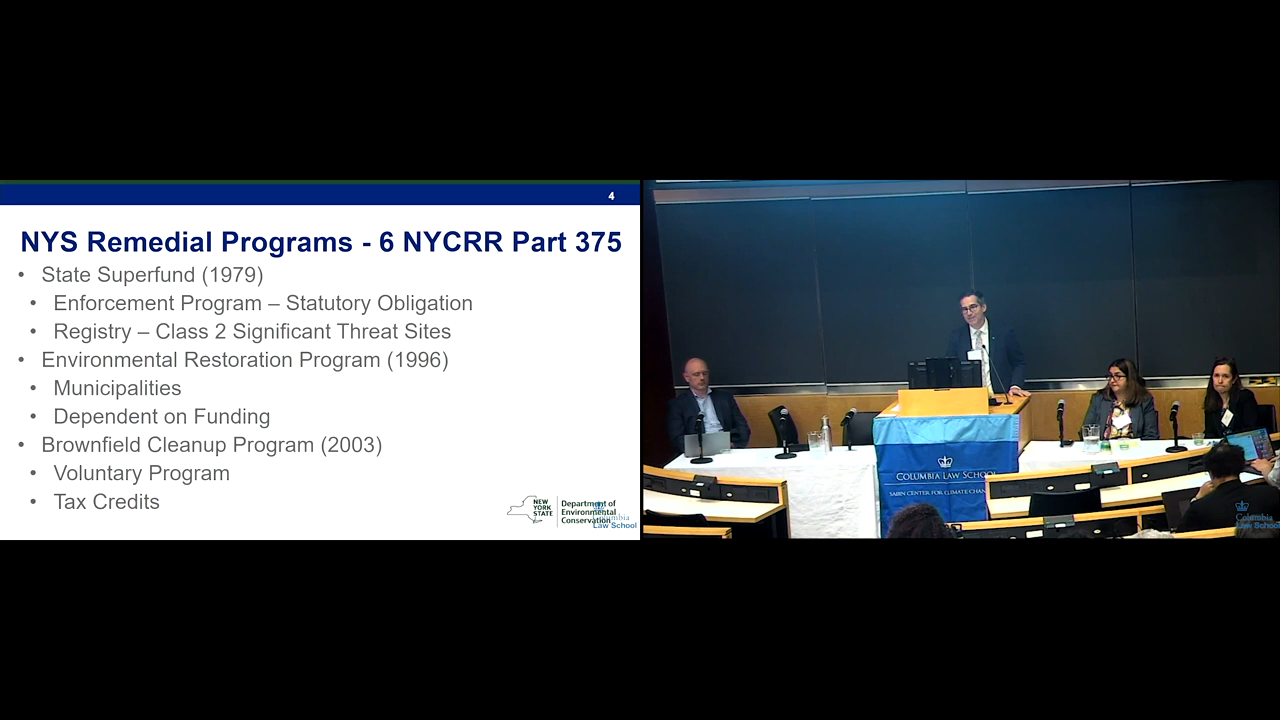 4
NYS Remedial Programs - 6 NYCRR Part 375
• State Superfund (1979)
• Enforcement Program – Statutory Obligation
• Registry – Class 2 Significant Threat Sites
• Environmental Restoration Program (1996)
• Municipalities
• Dependent on Funding
• Brownfield Cleanup Program (2003)
• Voluntary Program
• Tax Credits
NEW
YORK
STATE
Department of
Environmental
Conservation
Columbia
Law School
COLUMBIA LAW SCHOOL
SABIN CENTER FOR CLIMATE CHAN
Columbia
Law School